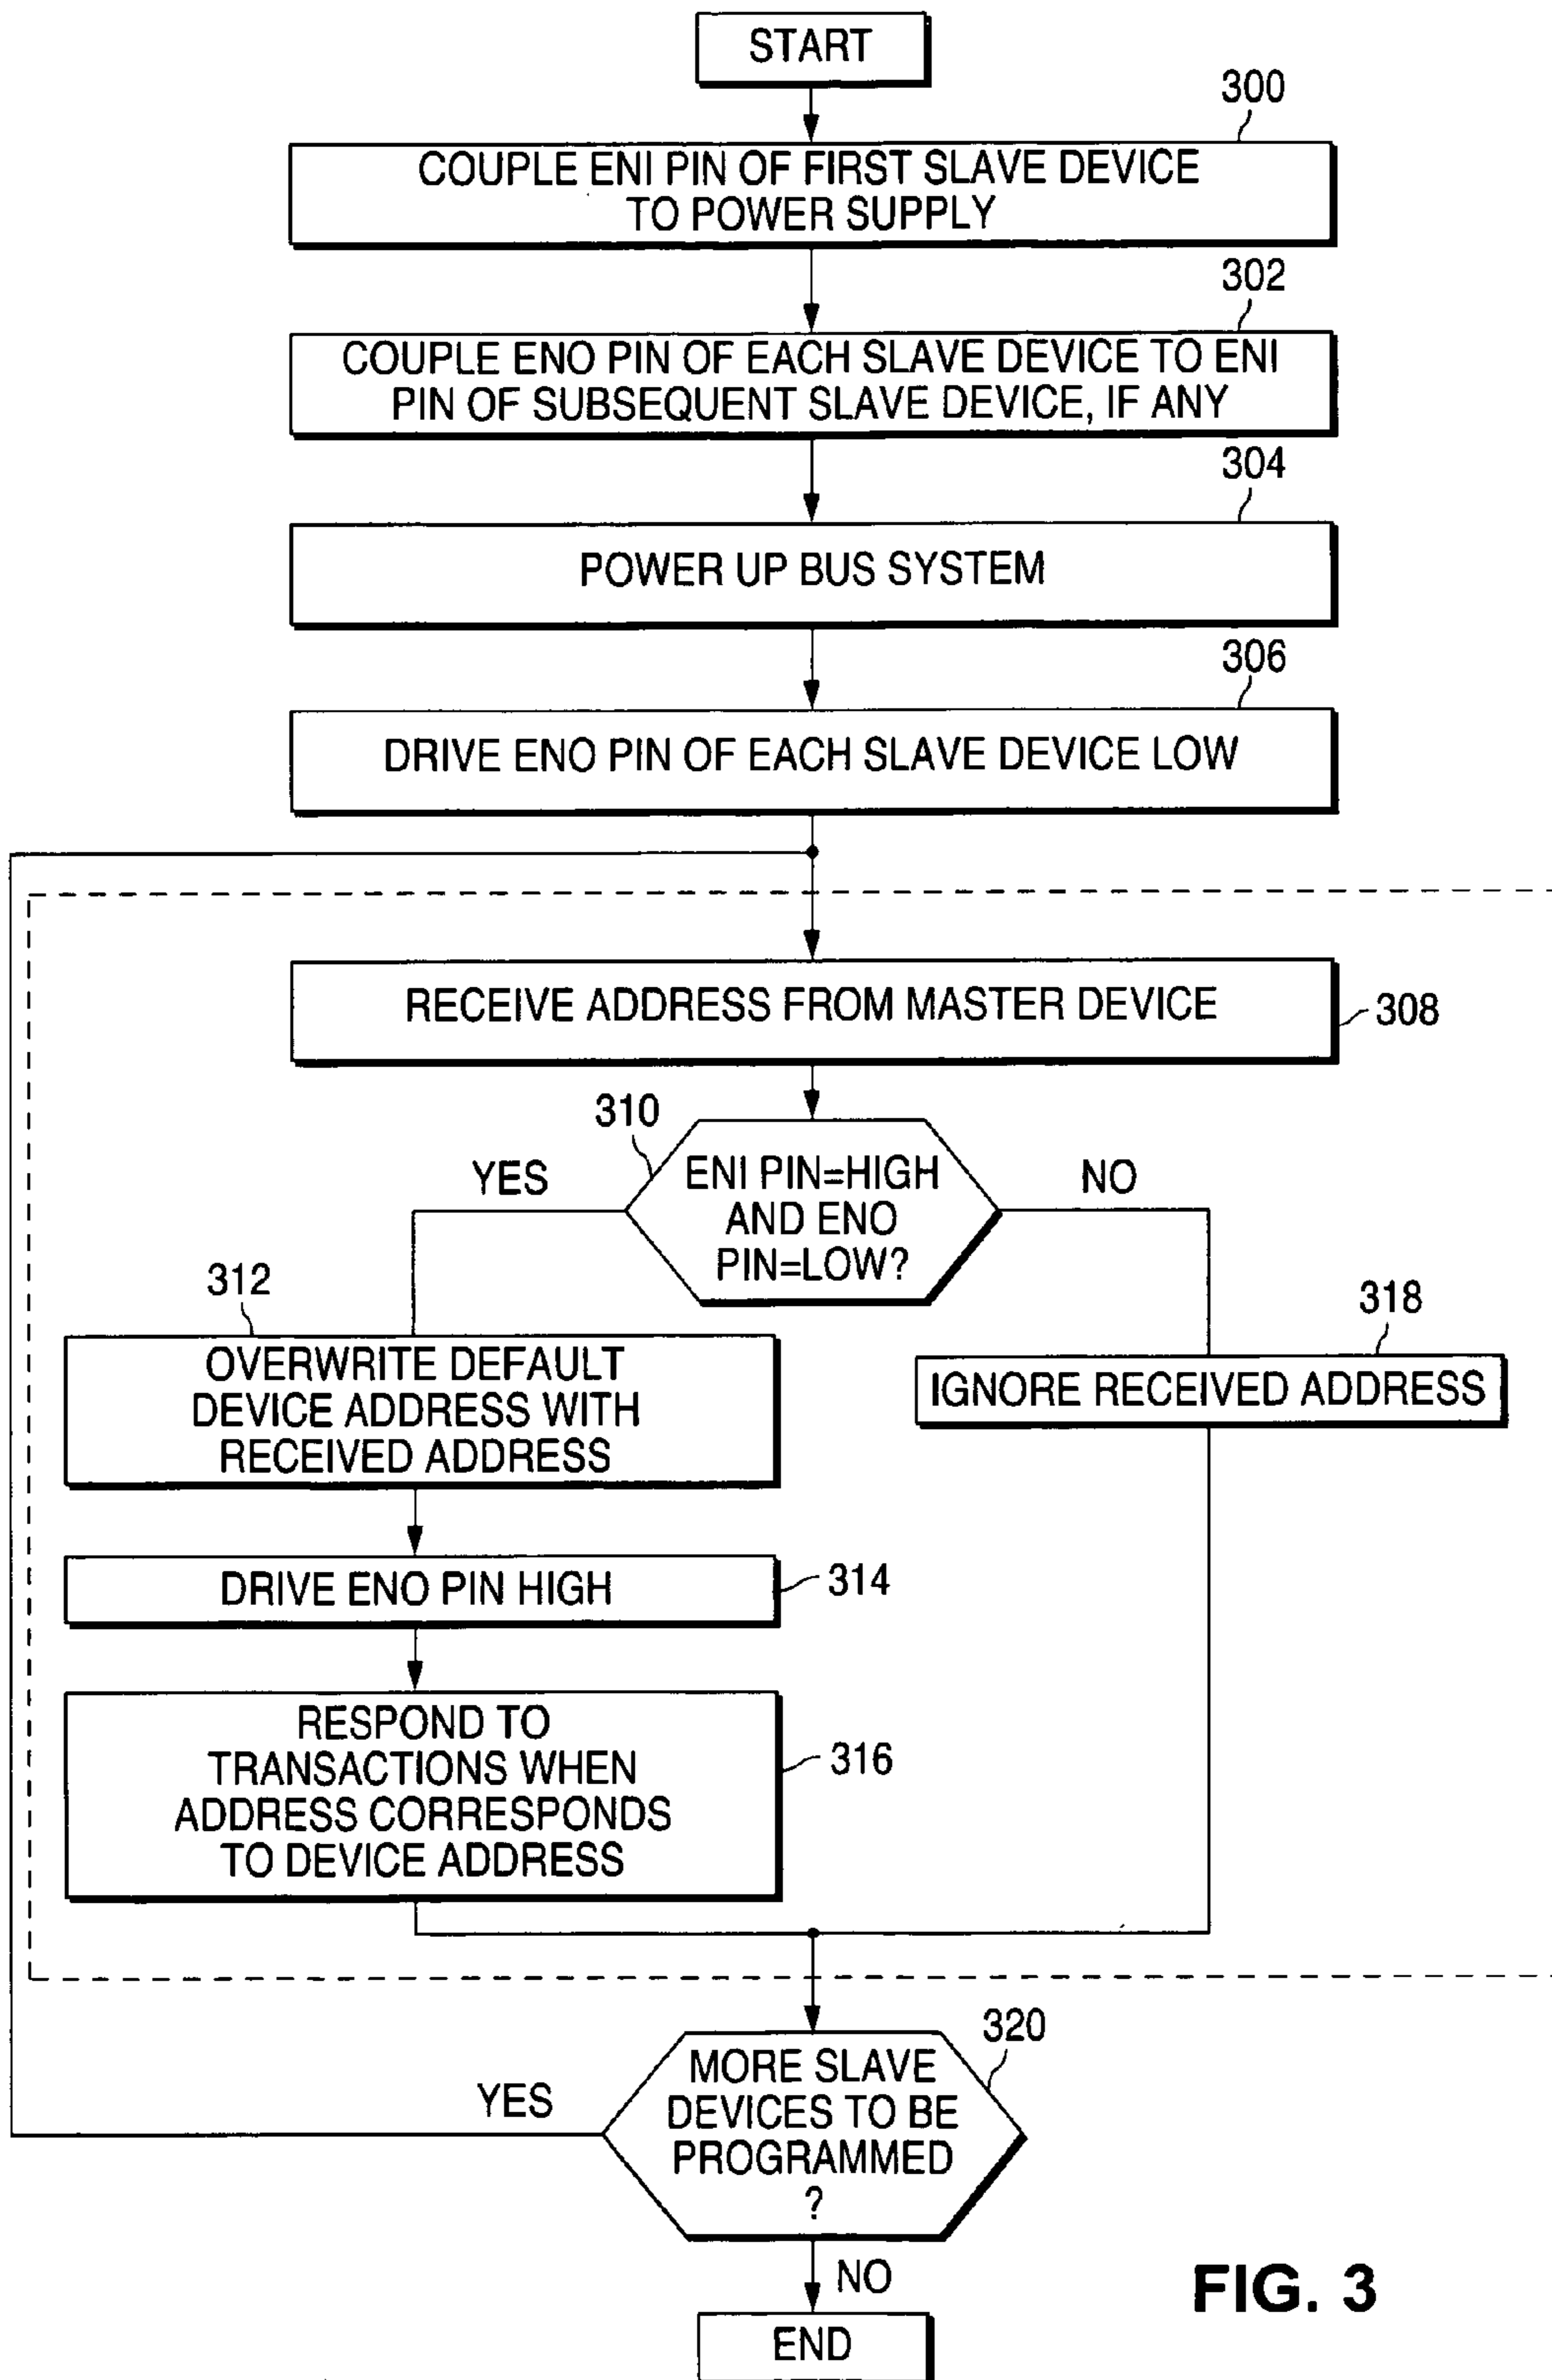 START
300
COUPLE ENI PIN OF FIRST SLAVE DEVICE
TO POWER SUPPLY
302
COUPLE ENO PIN OF EACH SLAVE DEVICE TO ENI
PIN OF SUBSEQUENT SLAVE DEVICE, IF ANY
304
POWER UP BUS SYSTEM
306
DRIVE ENO PIN OF EACH SLAVE DEVICE LOW
RECEIVE ADDRESS FROM MASTER DEVICE
308
310
YES
ENI PIN=HIGH
AND ENO
PIN=LOW?
NO
312
OVERWRITE DEFAULT
DEVICE ADDRESS WITH
RECEIVED ADDRESS
318
IGNORE RECEIVED ADDRESS
DRIVE ENO PIN HIGH
314
RESPOND TO
TRANSACTIONS WHEN
ADDRESS CORRESPONDS
TO DEVICE ADDRESS
316
320
YES
MORE SLAVE
DEVICES TO BE
PROGRAMMED
?
NO
END
FIG. 3